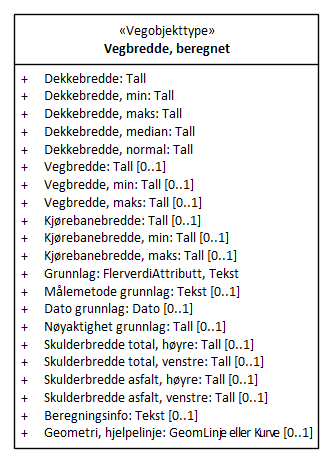 «Vegobjekttype»
Vegbredde, beregnet
+ Dekkebredde: Tall
+ Dekkebredde, min: Tall
+ Dekkebredde, maks: Tall
+ Dekkebredde, median: Tall
+ Dekkebredde, normal: Tall
+ Vegbredde: Tall [0..1]
+ Vegbredde, min: Tall [0..1]
+ Vegbredde, maks: Tall [0..1]
+ Kjørebanebredde: Tall [0..1]
+ Kjørebanebredde, min: Tall [0..1]
+ Kjørebanebredde, maks: Tall [0..1]
+ Grunnlag: FlerverdiAttributt, Tekst
+ Målemetode grunnlag: Tekst [0..1]
+ Dato grunnlag: Dato [0..1]
+ Nøyaktighet grunnlag: Tall [0..1]
+ Skulderbredde total, høyre: Tall [0..1]
+ Skulderbredde total, venstre: Tall [0..1]
+ Skulderbredde asfalt, høyre: Tall [0..1]
+ Skulderbredde asfalt, venstre: Tall [0..1]
+ Beregningsinfo: Tekst [0..1]
+ Geometri, hjelpelinje: GeomLinje eller Kurve [0..1]